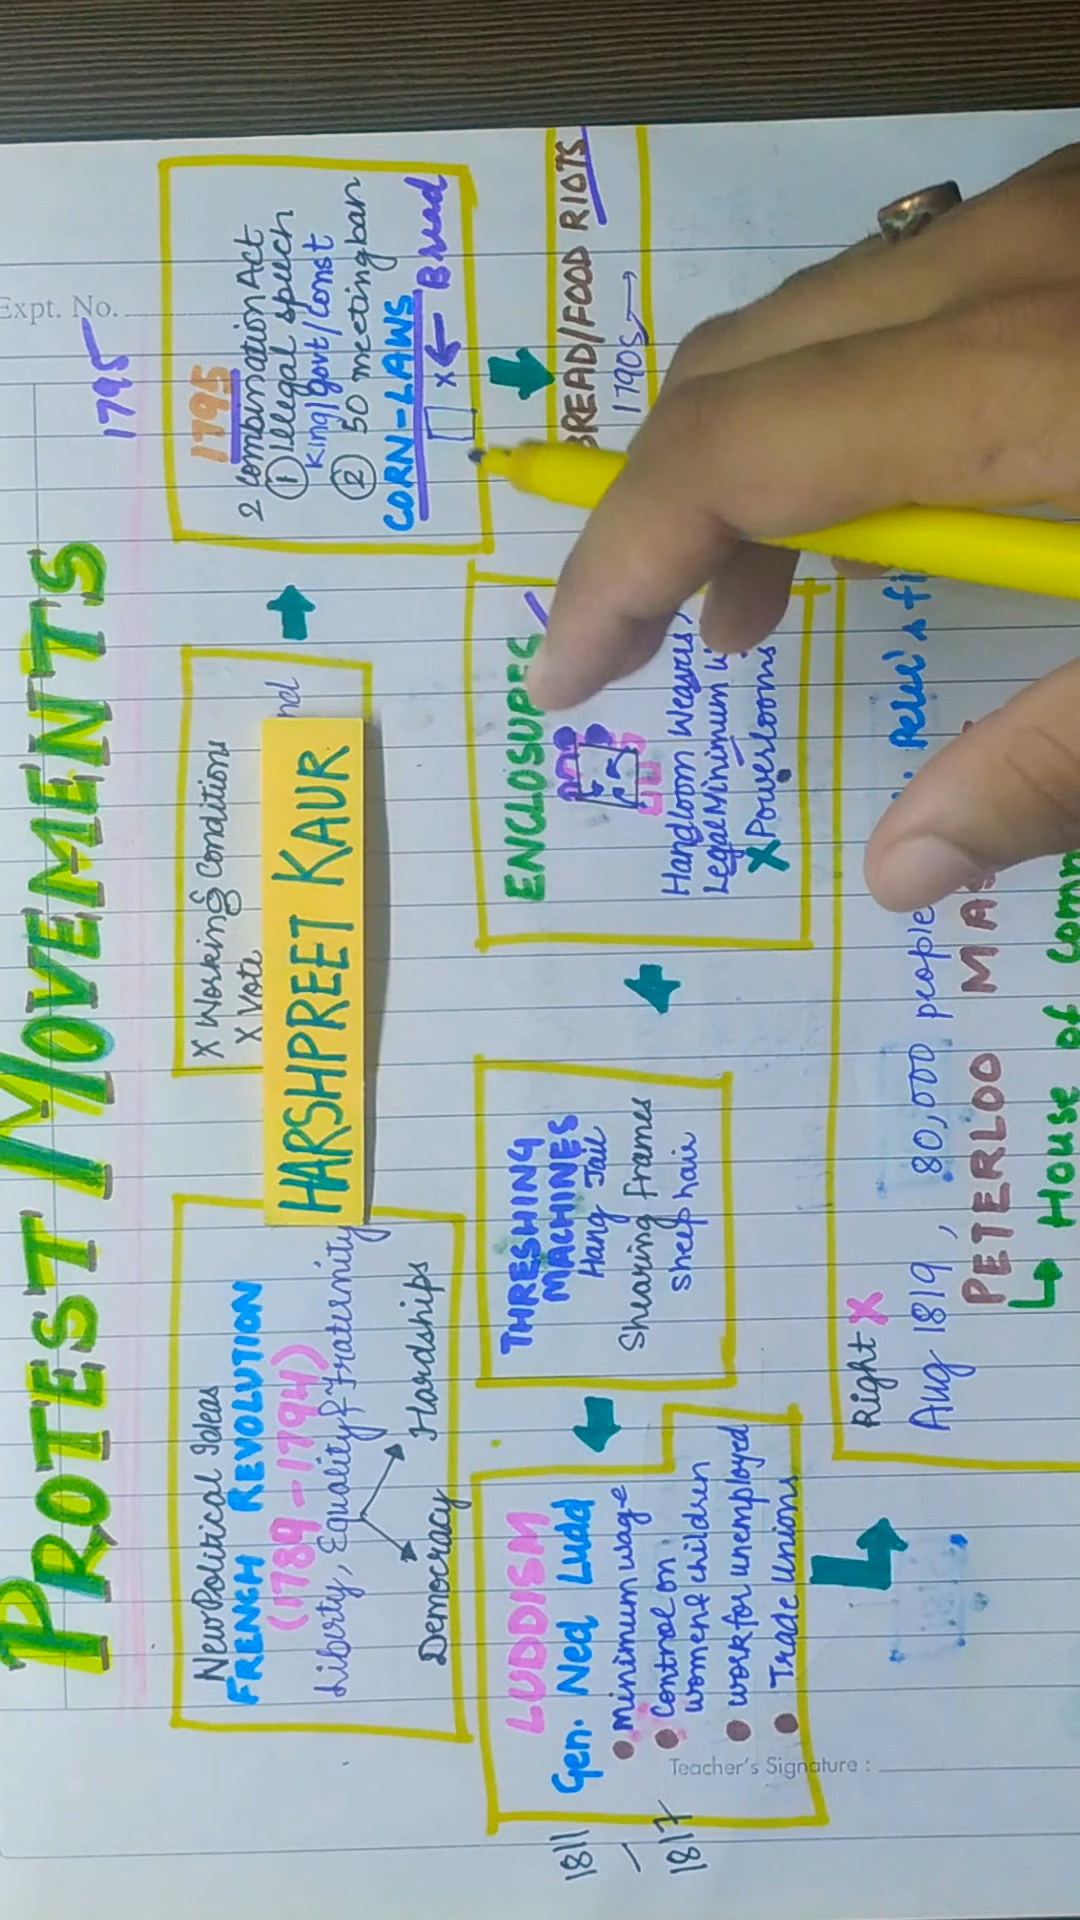 Expt. No.
PROTEST MOVEMENTS
1795
New Political Ideas
FRENCH REVOLUTION
(1789-1794)
Liberty, Equality & Fraturnity
Democracy Hardships
X Working Condition
X Vote
HARSHPREET KAUR
1795
2 Combination Act
① Illegal speech
King/Govt/Const
② 50 meeting ban
CORN-LAWS
x ← Bread
BREAD/FOOD RIOTS
1790s →
ENCLOSURES
Handloom Weavers
Legal Minimum
X Powerlooms
THRESHING
MACHINES
Hang Jail
Shearing Frames
Sheep hair
LUDDISM
Gen. Ned Ludd
• Minimum wage
• Control on
women & children
• work for unemployed
• Trade Unions
1811
1817
Teacher's Signature :
Right X
Aug 1819, 80,000 people
PETERLOO MAS
↳ House of Com